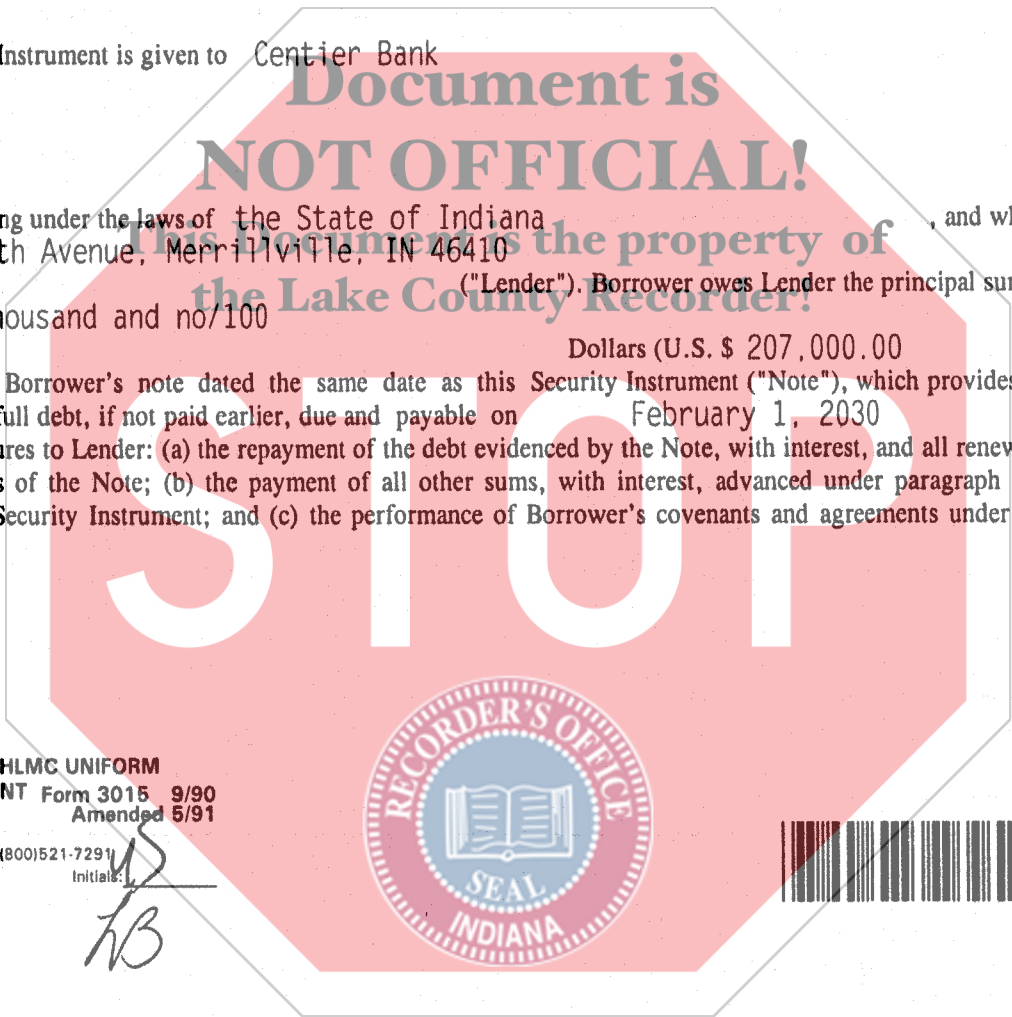 Instrument is given to Centier Bank
Document is
NOT OFFICIAL!
ng under the laws of the State of Indiana , and wh
This Document is the property of
th Avenue, Merrillville, IN 46410
("Lender"). Borrower owes Lender the principal sum
the Lake County Recorder!
ousand and no/100
Dollars (U.S. $ 207,000.00
Borrower's note dated the same date as this Security Instrument ("Note"), which provides
full debt, if not paid earlier, due and payable on February 1, 2030
res to Lender: (a) the repayment of the debt evidenced by the Note, with interest, and all renew
s of the Note; (b) the payment of all other sums, with interest, advanced under paragraph
Security Instrument; and (c) the performance of Borrower's covenants and agreements under
STOP
RECORDER'S OFFICE
SEAL
INDIANA
HLMC UNIFORM
NT Form 3015 9/90
Amended 5/91
(800)521-7291
Initials:
LB